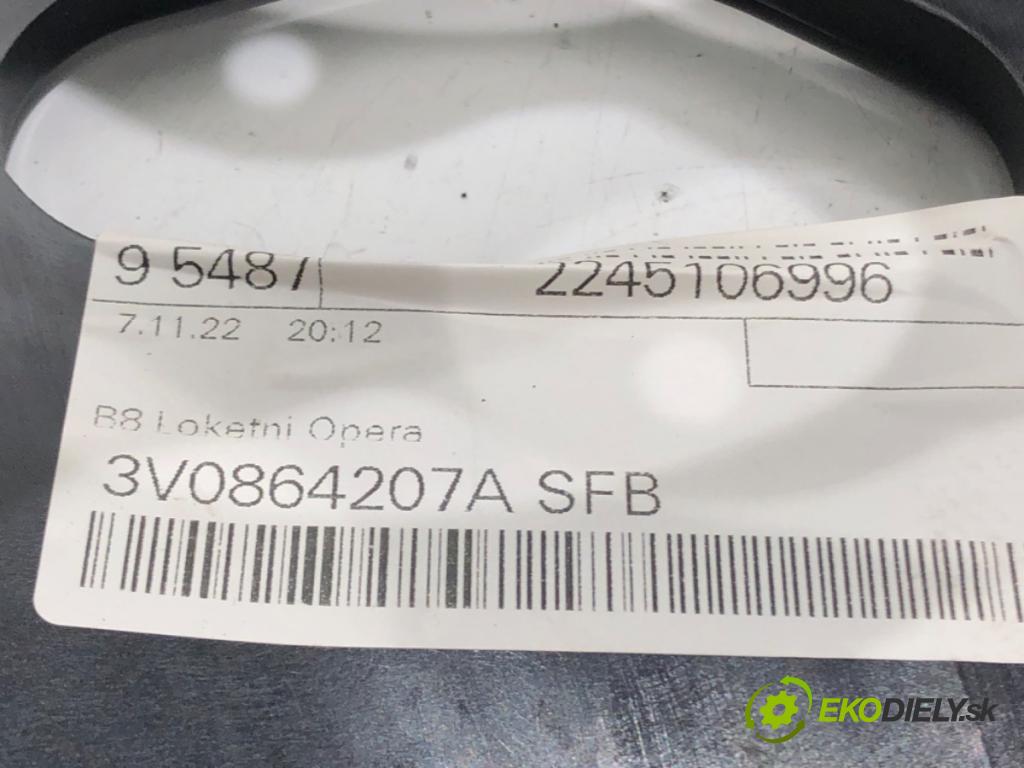 9 5487 2245106996
7.11.22 20:12
B8 Loketni Opera
3V0864207A SFB
EKODIELY.sk